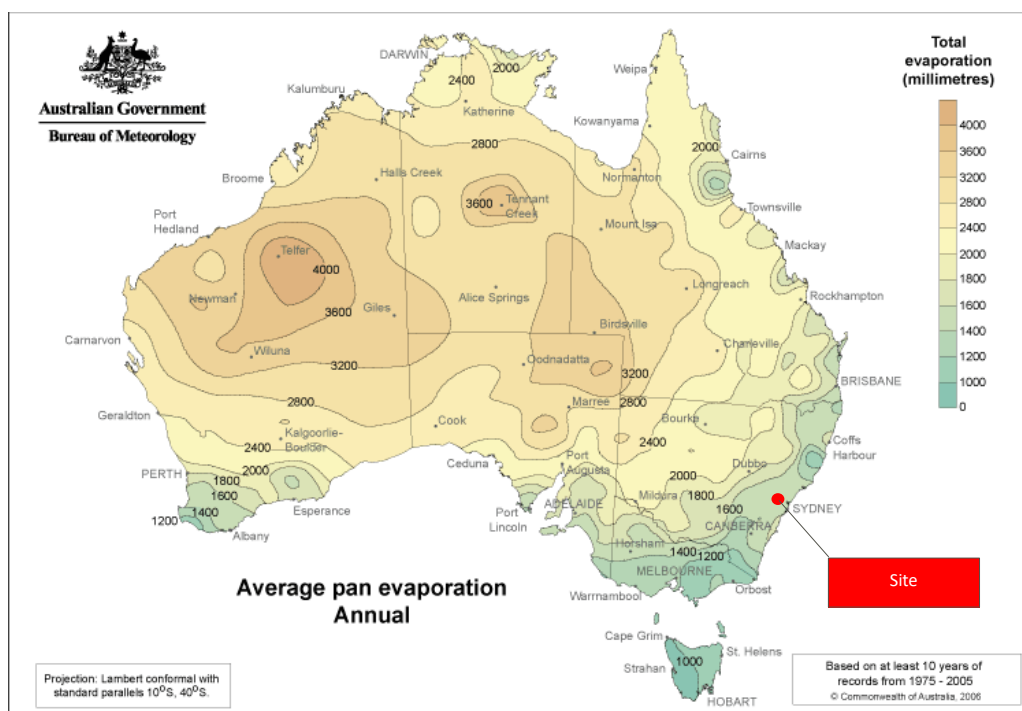 Australian Government
Bureau of Meteorology
Total
evaporation
(millimetres)
4000
3600
3200
2800
2400
2000
1800
1600
1400
1200
1000
0
DARWIN
2400
2000
Kalumburu
Katherine
Weipa
Kowanyama
2800
2000
Cairns
Broome
Halls Creek
Normanton
3600
Tennant
Creek
Townsville
Port
Hedland
Mount Isa
Mackay
Telfer
4000
Newman
Giles
Alice Springs
Longreach
Rockhampton
3600
Birdsville
Carnarvon
Wiluna
3200
Oodnadatta
3200
Charleville
BRISBANE
2800
Marree
2800
Geraldton
Cook
Bourke
Kalgoorlie-
Boulder
2400
2400
Coffs
Harbour
PERTH
2000
1800
1600
1400
1200
Ceduna
Port
Augusta
2000
Dubbo
Esperance
Albany
Port
Lincoln
ADELAIDE
Mildura
1800
1600
SYDNEY
CANBERRA
Horsham
1400
1200
MELBOURNE
Warrnambool
Orbost
Site
Average pan evaporation
Annual
Cape Grim
St. Helens
Strahan
1000
HOBART
Projection: Lambert conformal with
standard parallels 10°S, 40°S.
Based on at least 10 years of
records from 1975 - 2005
© Commonwealth of Australia, 2006